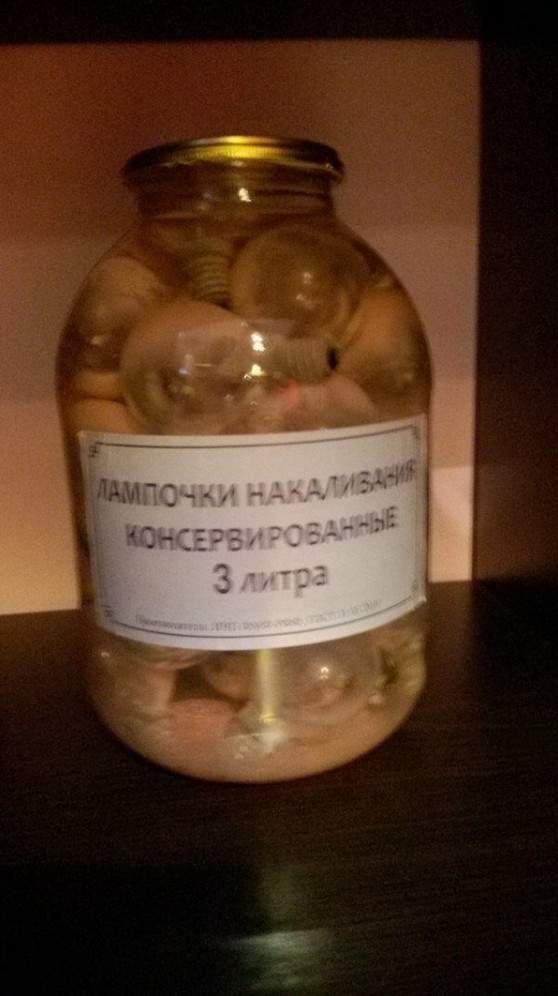 ЛАМПОЧКИ НАКАЛИВАНИЯ
КОНСЕРВИРОВАННЫЕ
3 литра